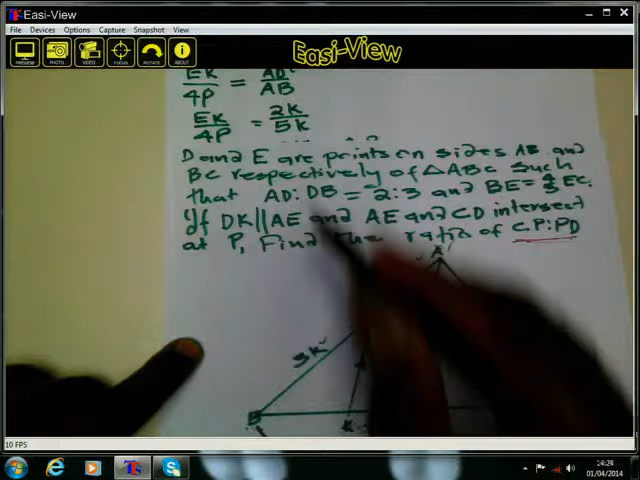 Easi-View
File Devices Options Capture Snapshot View
Easi-View
PREVIEW PHOTO VIDEO FOCUS ROTATE ABOUT
EK/4P = AD/AB
EK/4P = 2K/5K
D and E are points on sides AB and
BC respectively of △ABC such
that AD:DB = 2:3 and BE = 4/3 EC.
If DK||AE and AE and CD intersect
at P, Find the ratio of CP:PD
A
3K
B
K
10 FPS
14:24
01/04/2014